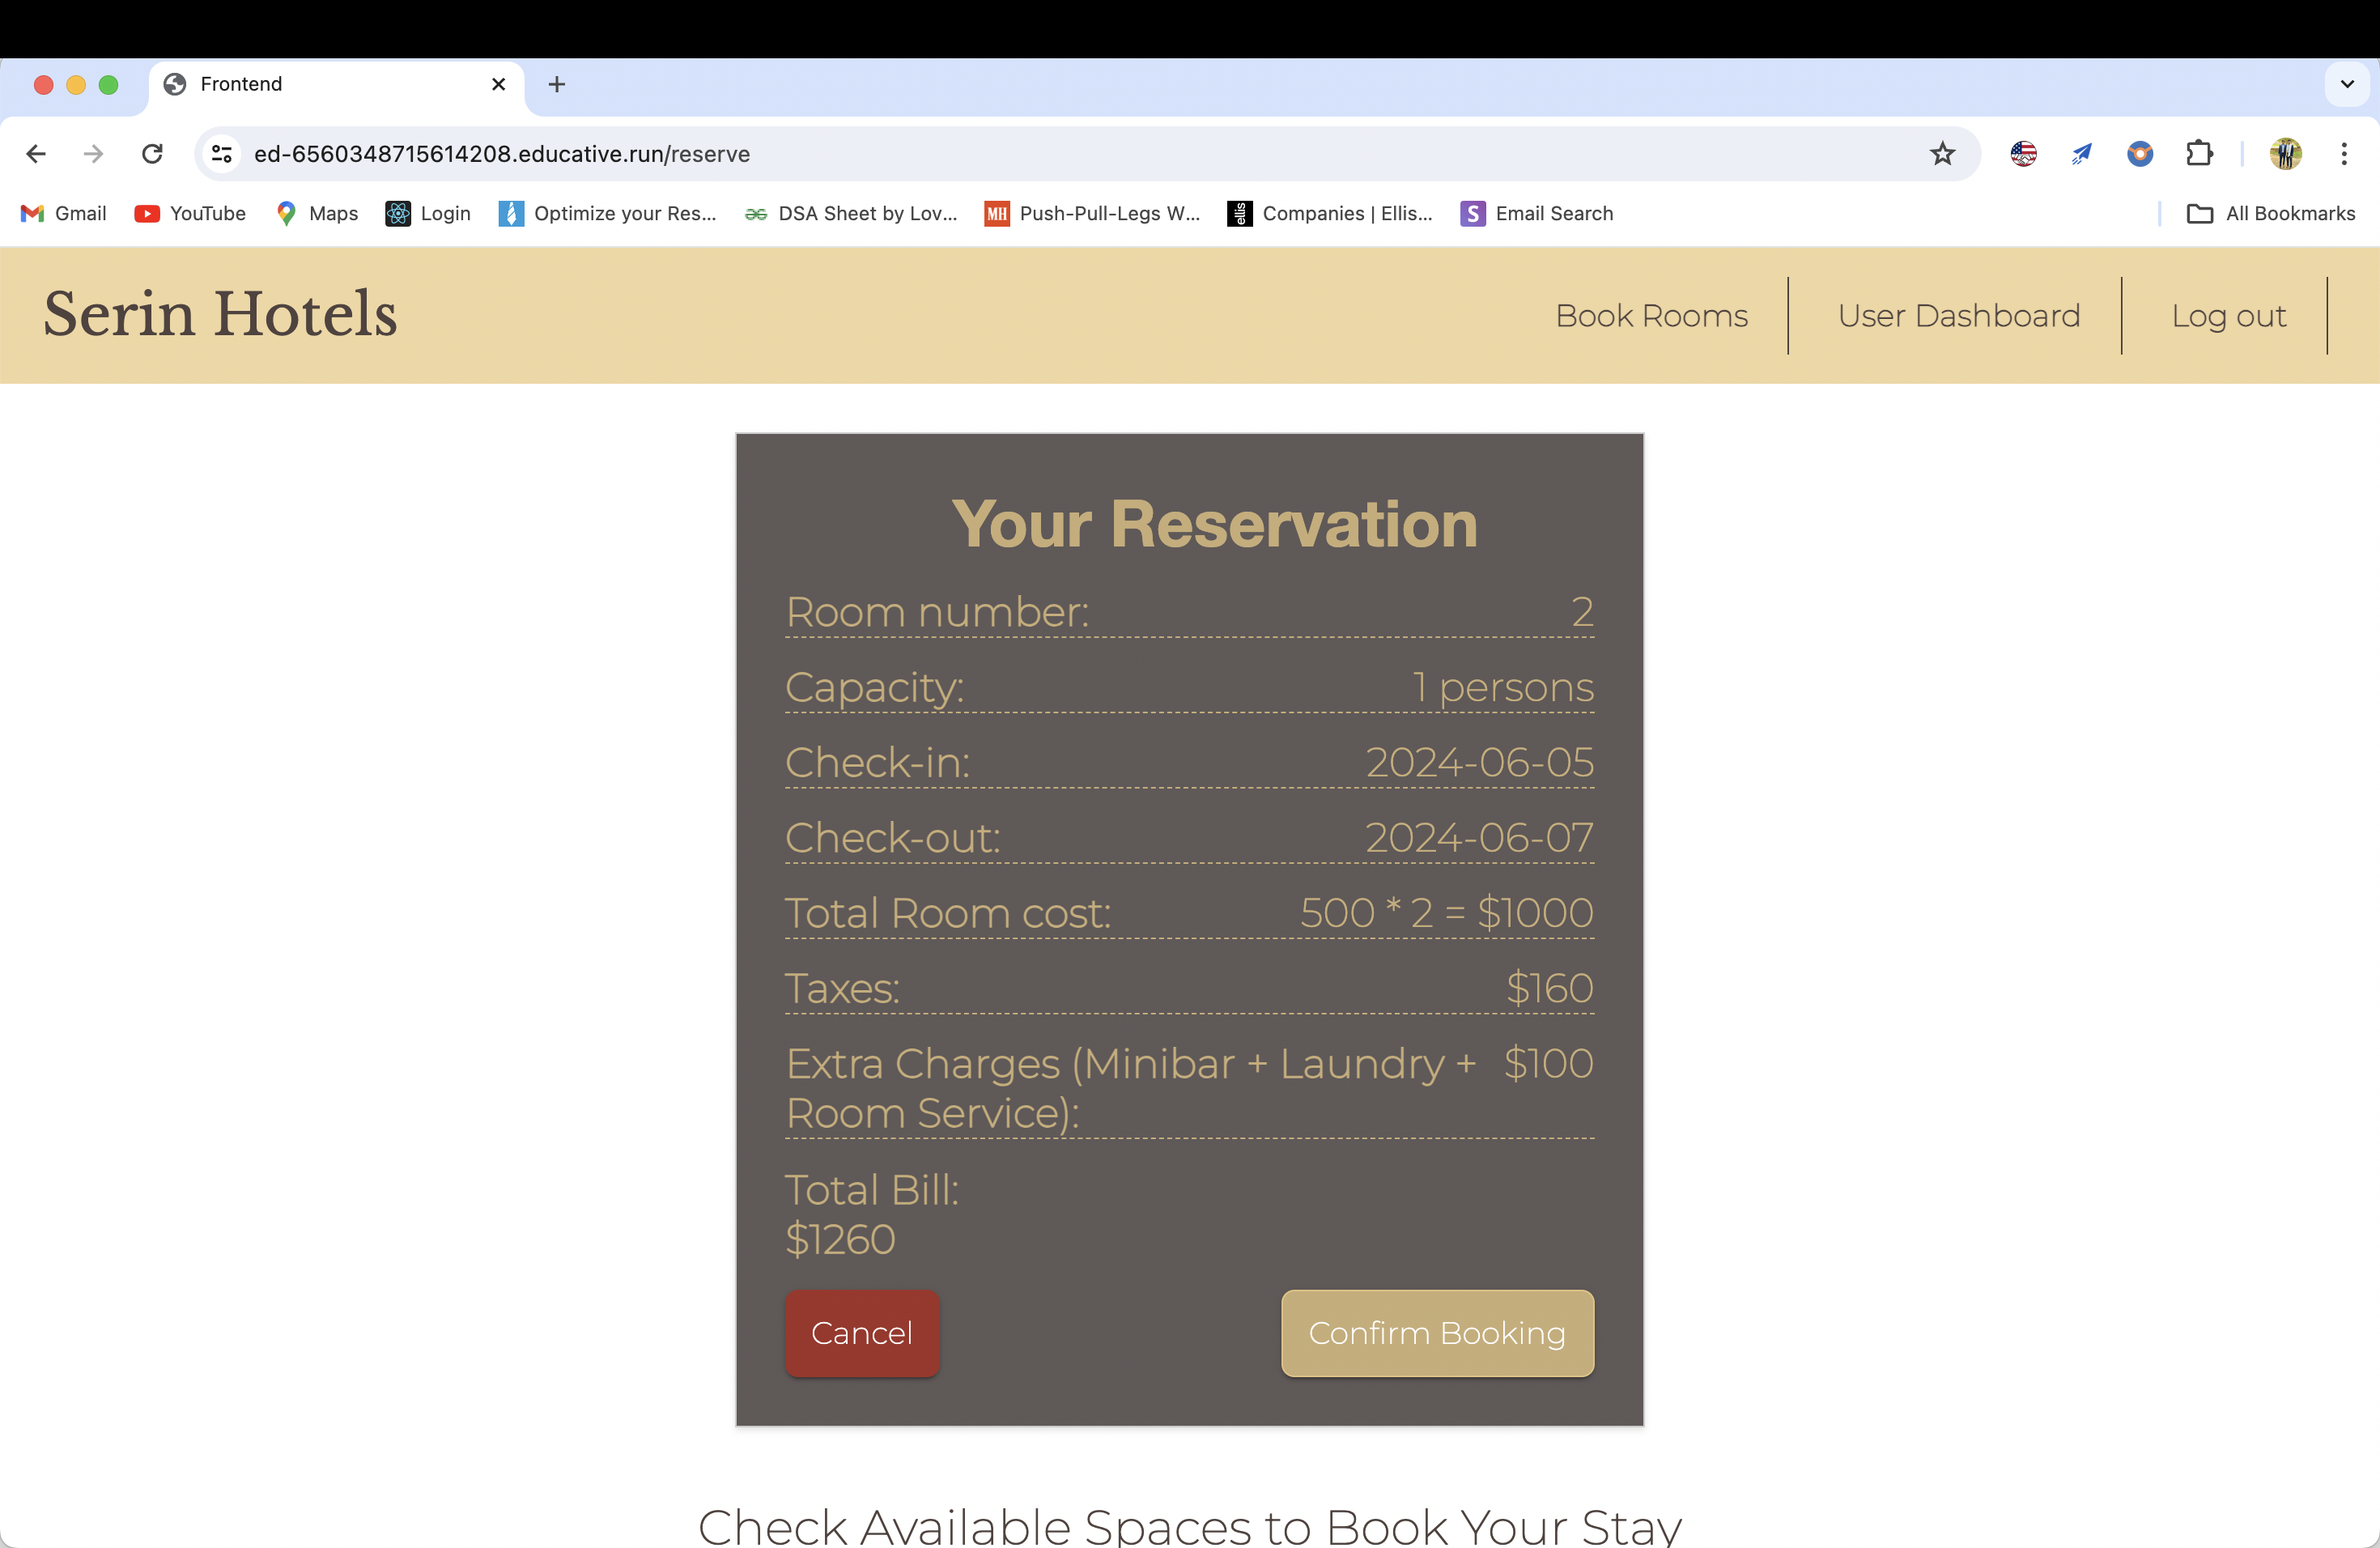 Frontend
ed-6560348715614208.educative.run/reserve
Gmail YouTube Maps Login Optimize your Res... DSA Sheet by Lov... MH Push-Pull-Legs W... ellis Companies | Ellis... S Email Search All Bookmarks
Serin Hotels Book Rooms User Dashboard Log out
Your Reservation
Room number: 2
Capacity: 1 persons
Check-in: 2024-06-05
Check-out: 2024-06-07
Total Room cost: 500 * 2 = $1000
Taxes: $160
Extra Charges (Minibar + Laundry + $100
Room Service):
Total Bill:
$1260
Cancel Confirm Booking
Check Available Spaces to Book Your Stay